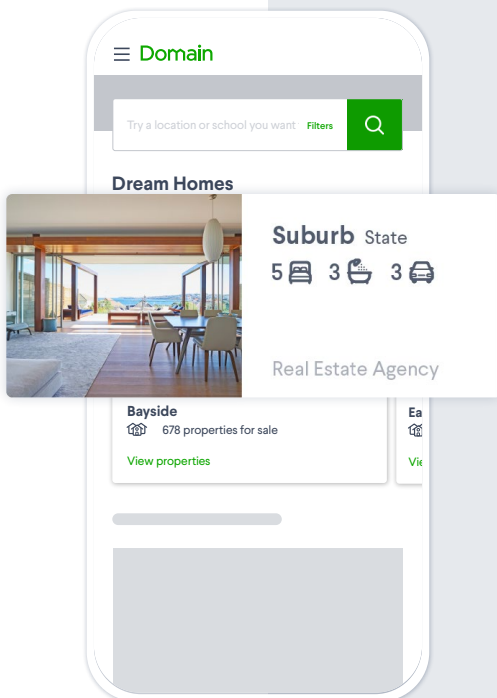 Domain
Try a location or school you want Filters
Dream Homes
Suburb State
5 3 3
Real Estate Agency
Bayside
678 properties for sale
View properties